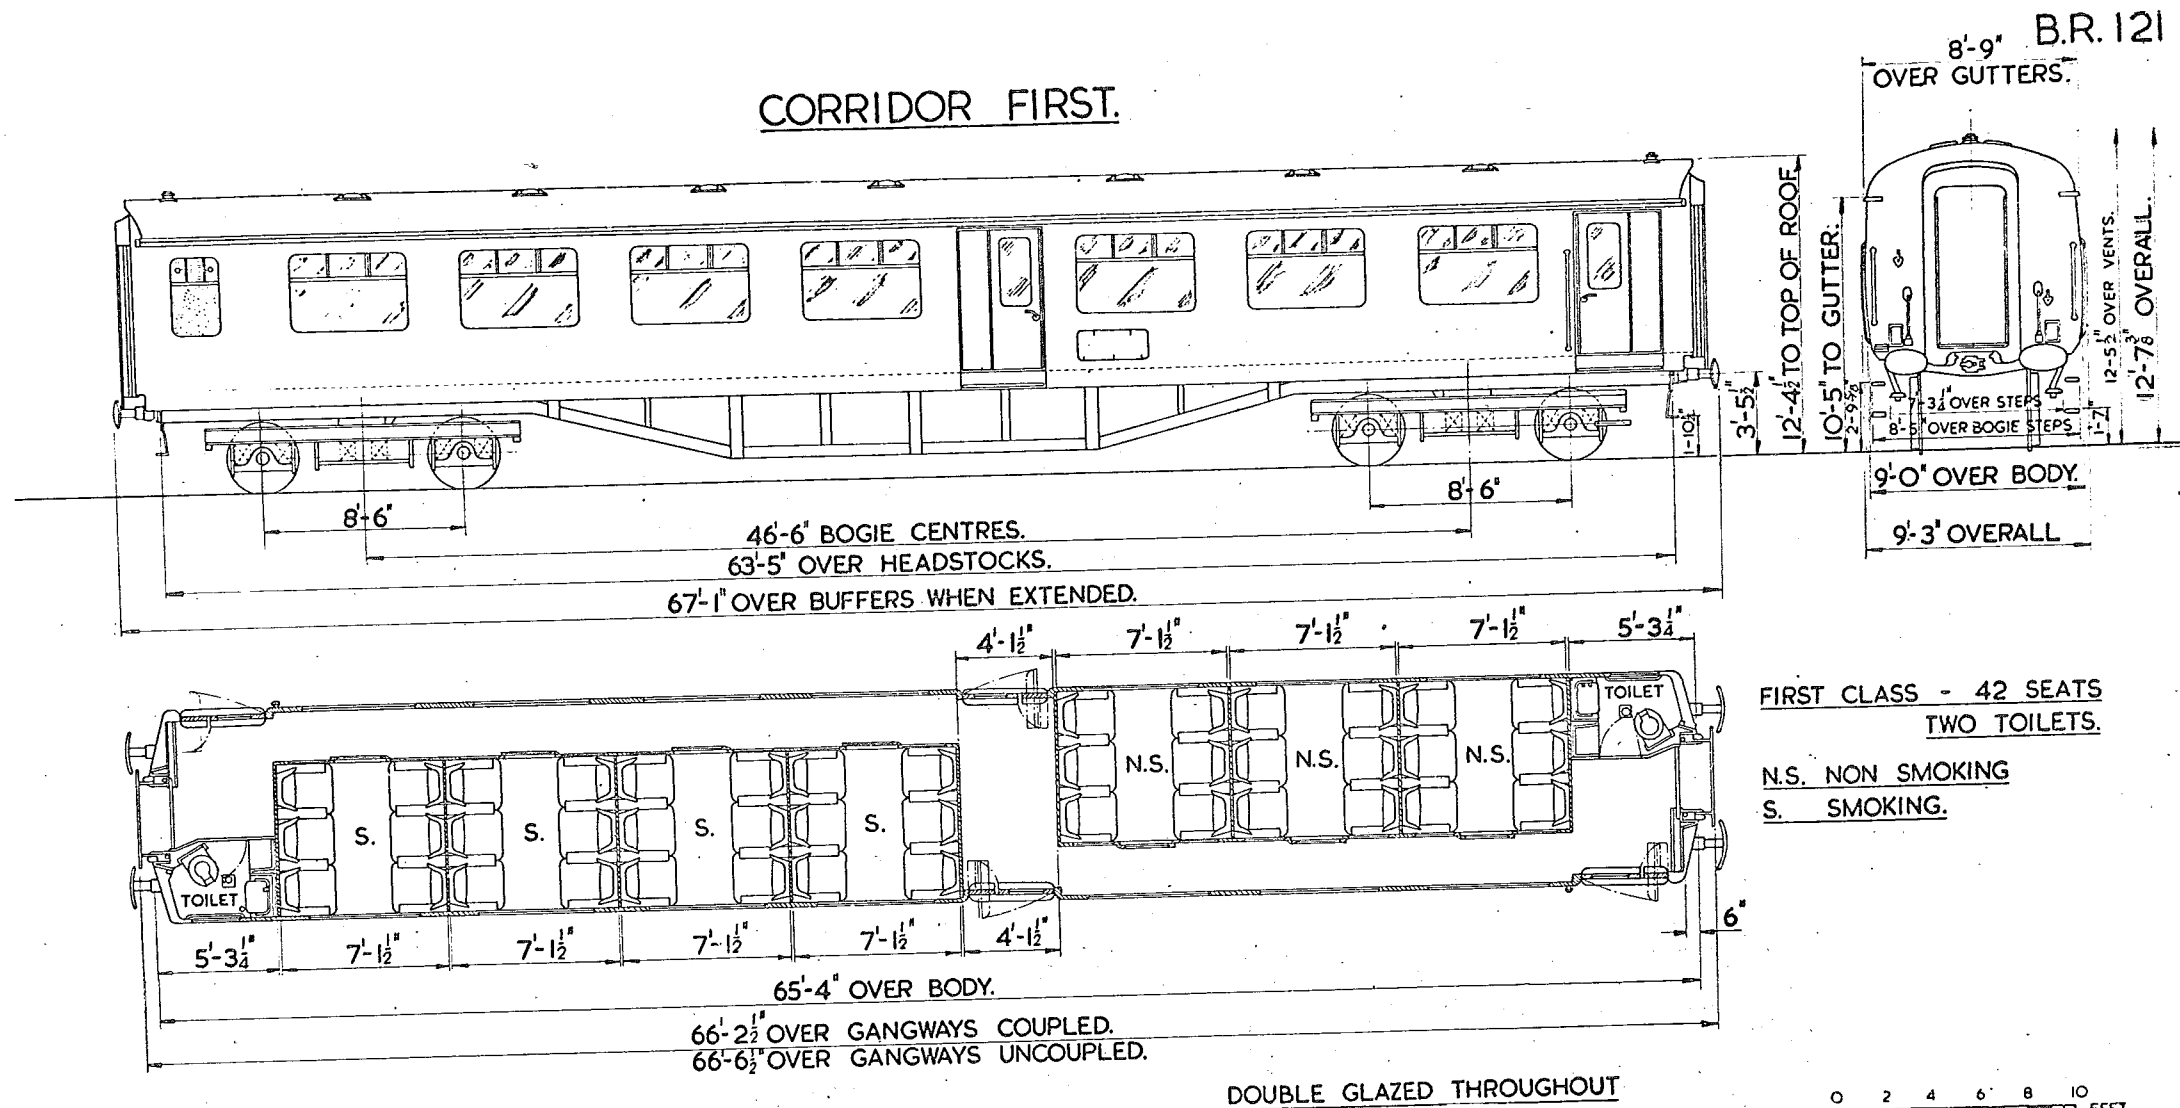 B.R. 121
8'-9"
OVER GUTTERS.
CORRIDOR FIRST.
12'-4½" TO TOP OF ROOF.
10'-5" TO GUTTER.
3'-5½"
1'-10½"
2'-9⅝"
12'-5½" OVER VENTS.
12'-7⅜" OVERALL.
7'-3¼" OVER STEPS
8'-5" OVER BOGIE STEPS
1'-7"
9'-0" OVER BODY.
9'-3" OVERALL
8'-6"
8'-6"
46'-6" BOGIE CENTRES.
63'-5" OVER HEADSTOCKS.
67'-1" OVER BUFFERS WHEN EXTENDED.
4'-1½" 7'-1½" 7'-1½" 7'-1½" 5'-3¼"
TOILET
N.S. N.S. N.S.
S. S. S. S.
TOILET
FIRST CLASS - 42 SEATS
TWO TOILETS.
N.S. NON SMOKING
S. SMOKING.
6"
5'-3¼" 7'-1½" 7'-1½" 7'-1½" 7'-1½" 4'-1½"
65'-4" OVER BODY.
66'-2½" OVER GANGWAYS COUPLED.
66'-6½" OVER GANGWAYS UNCOUPLED.
DOUBLE GLAZED THROUGHOUT
0 2 4 6 8 10
FEET